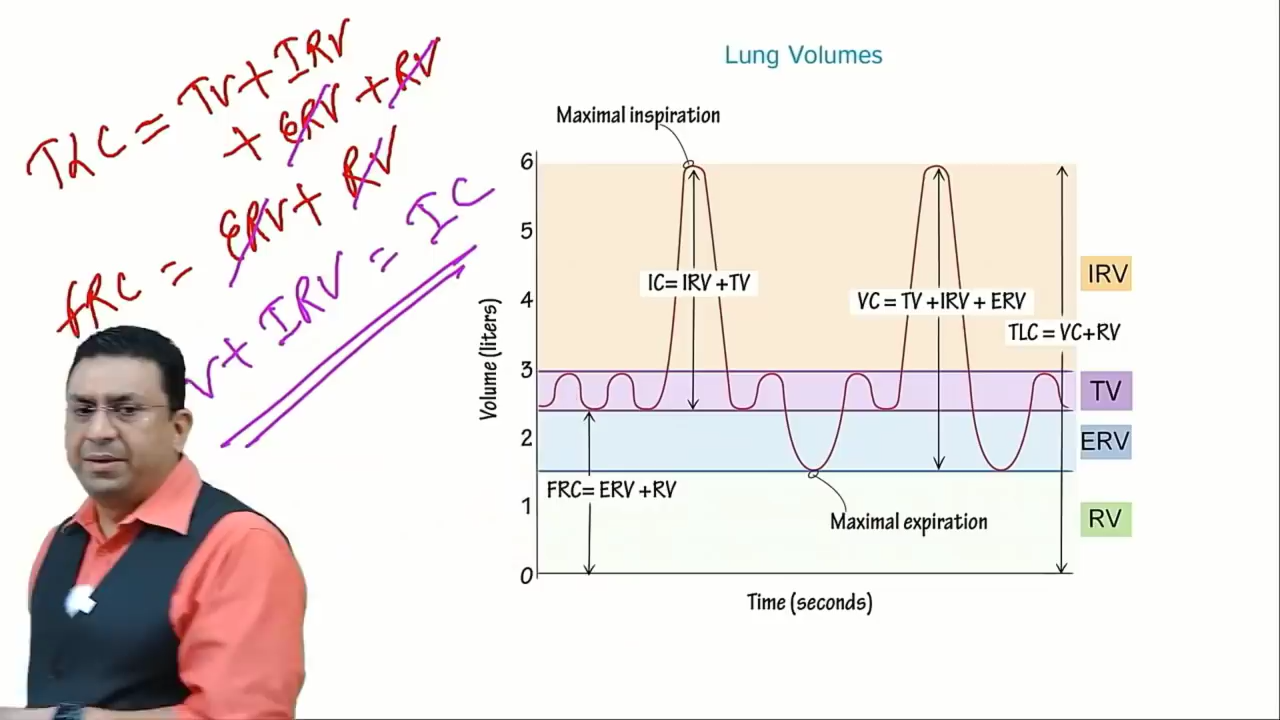 Lung Volumes
TLC = TV + IRV
+ ERV + RV
FRC = ERV + RV
V + IRV = IC
Maximal inspiration
6
5
4
3
2
1
0
Volume (liters)
IC= IRV +TV
VC = TV +IRV + ERV
TLC = VC+RV
FRC= ERV +RV
Maximal expiration
IRV
TV
ERV
RV
Time (seconds)